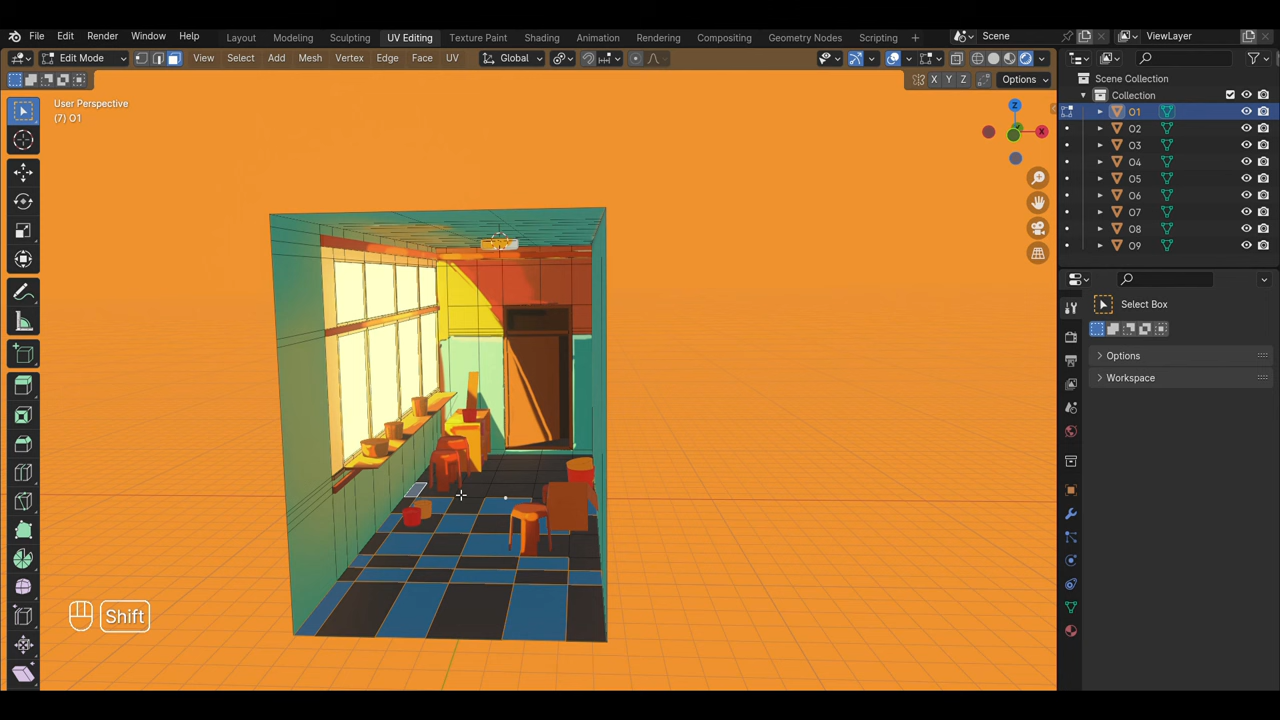 File Edit Render Window Help Layout Modeling Sculpting UV Editing Texture Paint Shading Animation Rendering Compositing Geometry Nodes Scripting Scene ViewLayer
Edit Mode View Select Add Mesh Vertex Edge Face UV Global
X Y Z Options
User Perspective
(7) O1
Z
X
Shift
Scene Collection
Collection
O1
O2
O3
O4
O5
O6
O7
O8
O9
Select Box
Options
Workspace